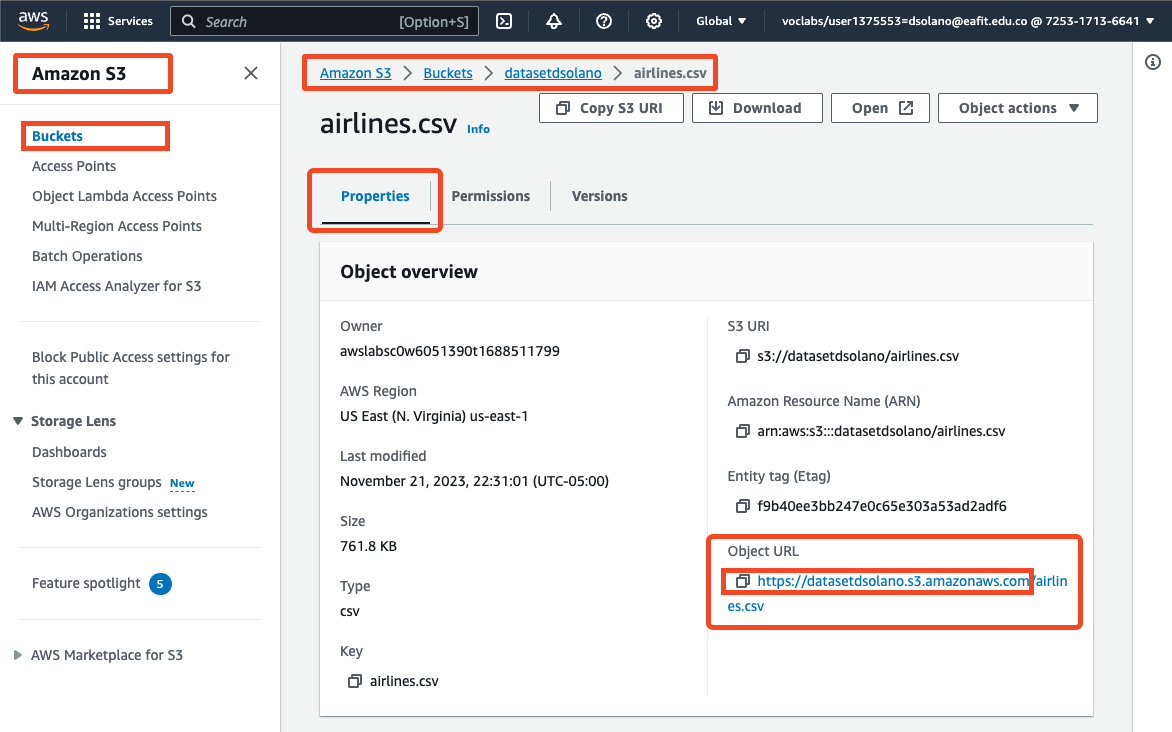 aws
Services
Search
[Option+S]
Global
voclabs/user1375553=dsolano@eafit.edu.co @ 7253-1713-6641
Amazon S3
Buckets
Access Points
Object Lambda Access Points
Multi-Region Access Points
Batch Operations
IAM Access Analyzer for S3
Block Public Access settings for
this account
Storage Lens
Dashboards
Storage Lens groups New
AWS Organizations settings
Feature spotlight 5
AWS Marketplace for S3
Amazon S3 > Buckets > datasetdsolano > airlines.csv
airlines.csv Info
Copy S3 URI
Download
Open
Object actions
Properties
Permissions
Versions
Object overview
Owner
awslabsc0w6051390t1688511799
AWS Region
US East (N. Virginia) us-east-1
Last modified
November 21, 2023, 22:31:01 (UTC-05:00)
Size
761.8 KB
Type
csv
Key
airlines.csv
S3 URI
s3://datasetdsolano/airlines.csv
Amazon Resource Name (ARN)
arn:aws:s3:::datasetdsolano/airlines.csv
Entity tag (Etag)
f9b40ee3bb247e0c65e303a53ad2adf6
Object URL
https://datasetdsolano.s3.amazonaws.com/airlin
es.csv